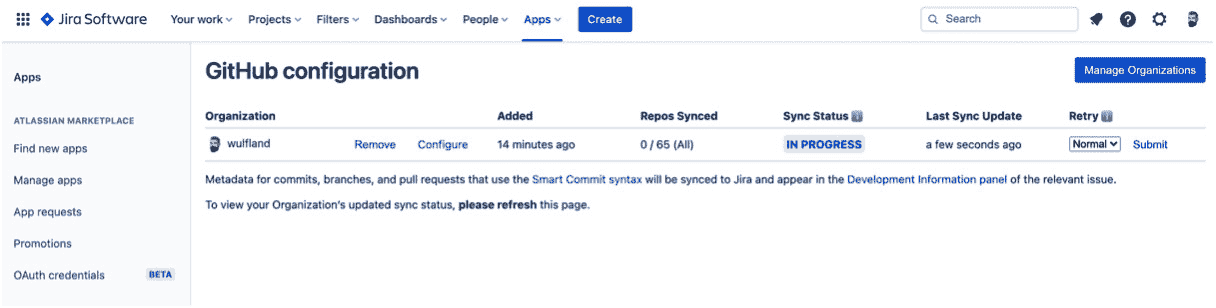 Jira Software Your work Projects Filters Dashboards People Apps Create Search
Apps
ATLASSIAN MARKETPLACE
Find new apps
Manage apps
App requests
Promotions
OAuth credentials BETA
GitHub configuration Manage Organizations
Organization Added Repos Synced Sync Status Last Sync Update Retry
wulfland Remove Configure 14 minutes ago 0 / 65 (All) IN PROGRESS a few seconds ago Normal Submit
Metadata for commits, branches, and pull requests that use the Smart Commit syntax will be synced to Jira and appear in the Development Information panel of the relevant issue.
To view your Organization's updated sync status, please refresh this page.